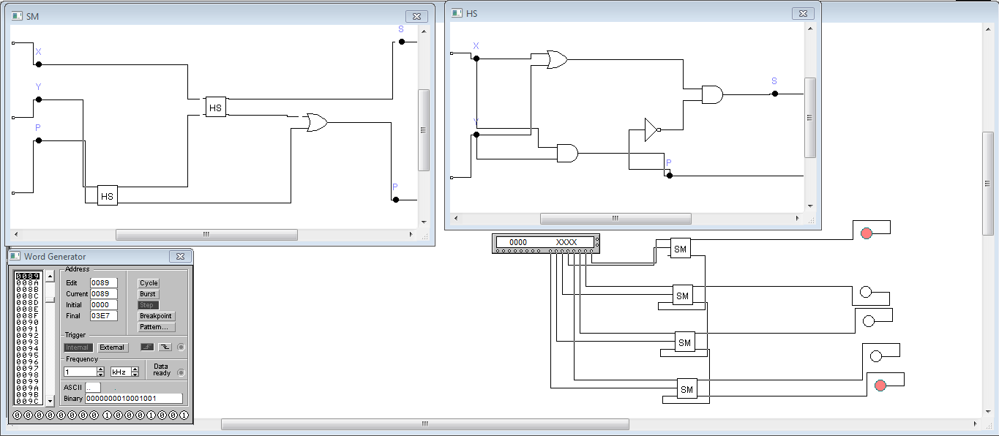 SM
HS
S
X
Y
P
HS
HS
P
X
S
Y
P
0000 XXXX
SM
SM
SM
SM
Word Generator
0089
008A
008B
008C
008D
008E
008F
0090
0091
0092
0093
0094
0095
0096
0097
0098
0099
009A
009B
009C
Address
Edit 0089
Current 0089
Initial 0000
Final 03E7
Cycle
Burst
Step
Breakpoint
Pattern...
Trigger
Internal External
Frequency
1 kHz
Data
ready
ASCII ..
Binary 0000000010001001
0 0 0 0 0 0 0 0 1 0 0 0 1 0 0 1